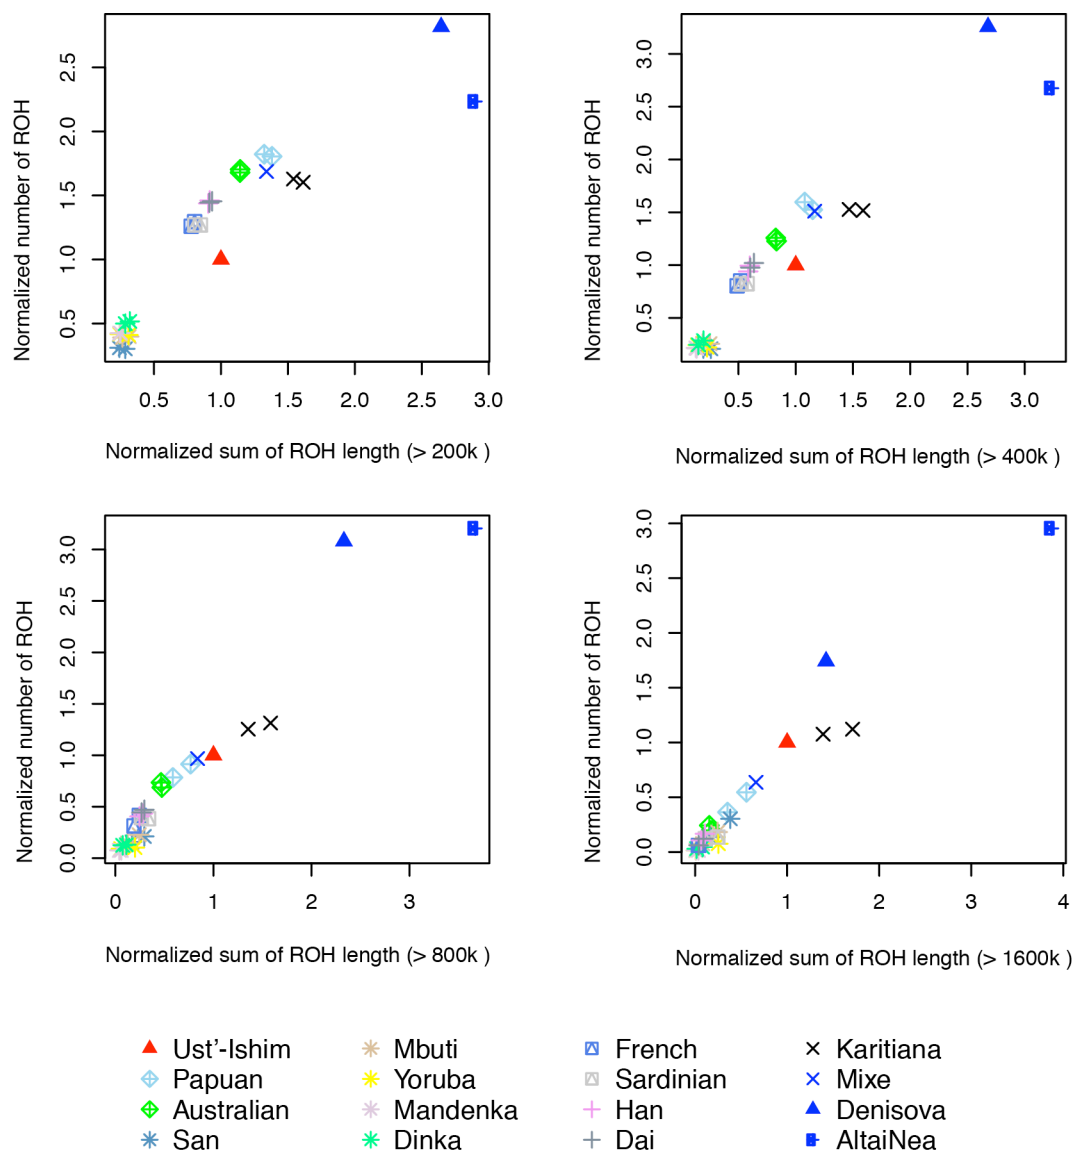 Normalized number of ROH
2.5
2.0
1.5
1.0
0.5
0.5 1.0 1.5 2.0 2.5 3.0
Normalized sum of ROH length (> 200k )
Normalized number of ROH
3.0
2.5
2.0
1.5
1.0
0.5
0.5 1.0 1.5 2.0 2.5 3.0
Normalized sum of ROH length (> 400k )
Normalized number of ROH
3.0
2.5
2.0
1.5
1.0
0.5
0.0
0 1 2 3
Normalized sum of ROH length (> 800k )
Normalized number of ROH
3.0
2.5
2.0
1.5
1.0
0.5
0.0
0 1 2 3 4
Normalized sum of ROH length (> 1600k )
Ust'-Ishim Mbuti French Karitiana
Papuan Yoruba Sardinian Mixe
Australian Mandenka Han Denisova
San Dinka Dai AltaiNea